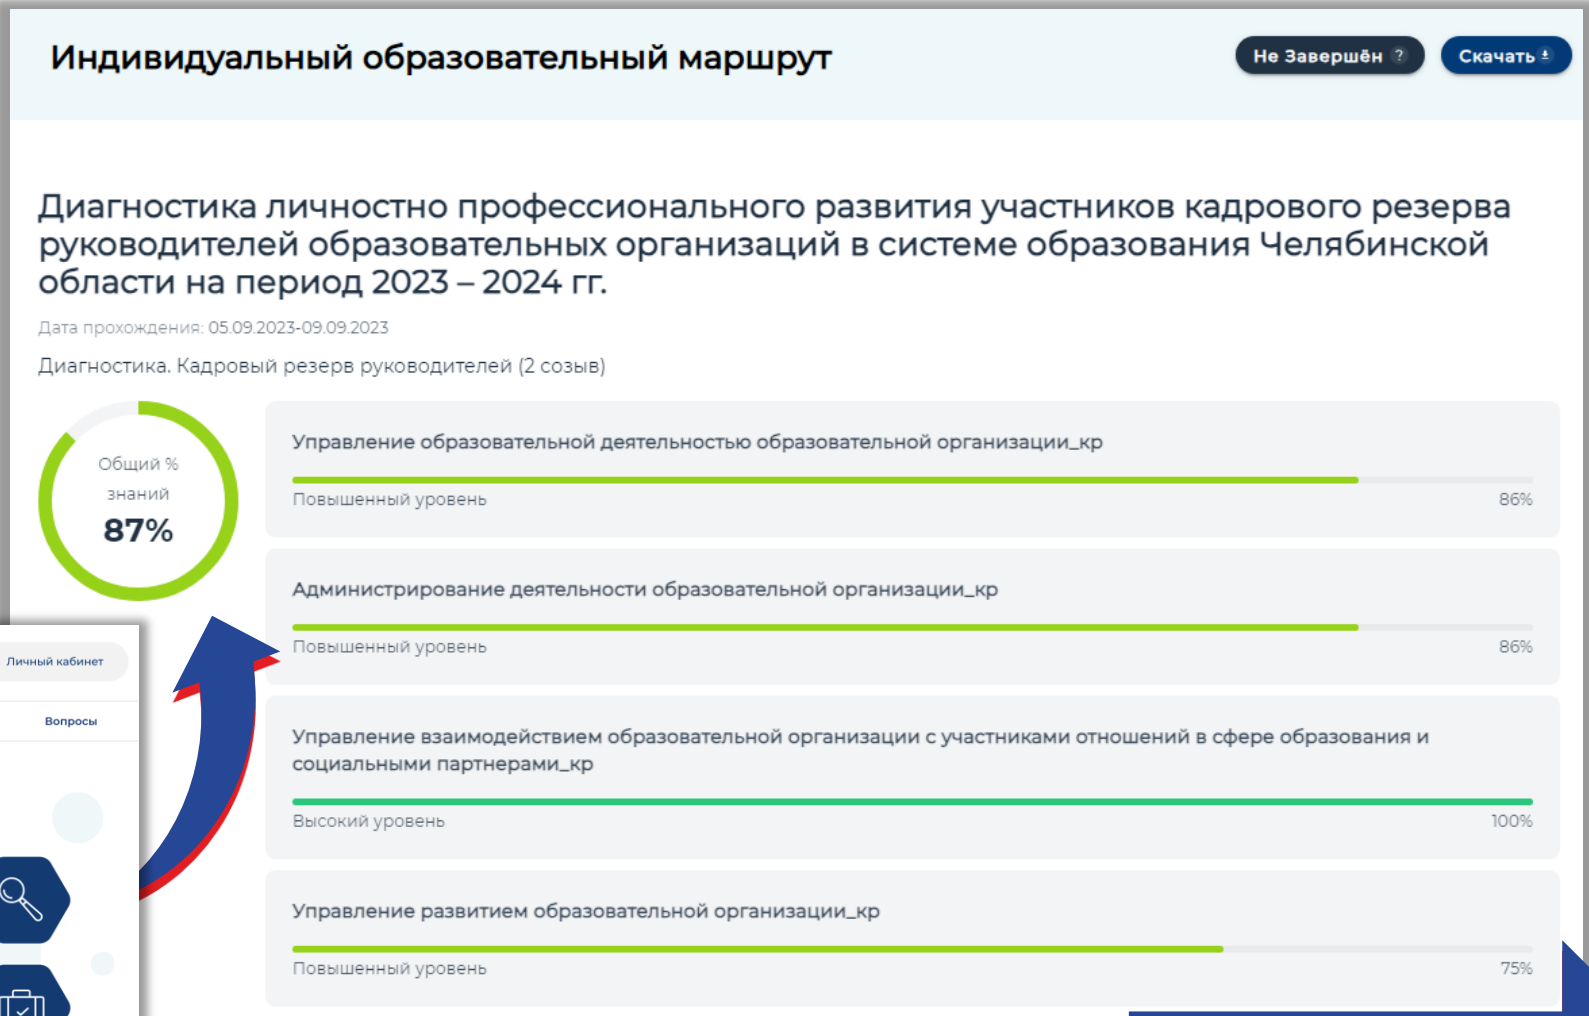 Индивидуальный образовательный маршрут
Не Завершён ?
Скачать
Диагностика личностно профессионального развития участников кадрового резерва
руководителей образовательных организаций в системе образования Челябинской
области на период 2023 – 2024 гг.
Дата прохождения: 05.09.2023-09.09.2023
Диагностика. Кадровый резерв руководителей (2 созыв)
Общий %
знаний
87%
Управление образовательной деятельностью образовательной организации_кр
Повышенный уровень
86%
Администрирование деятельности образовательной организации_кр
Повышенный уровень
86%
Управление взаимодействием образовательной организации с участниками отношений в сфере образования и
социальными партнерами_кр
Высокий уровень
100%
Управление развитием образовательной организации_кр
Повышенный уровень
75%
Личный кабинет
Вопросы